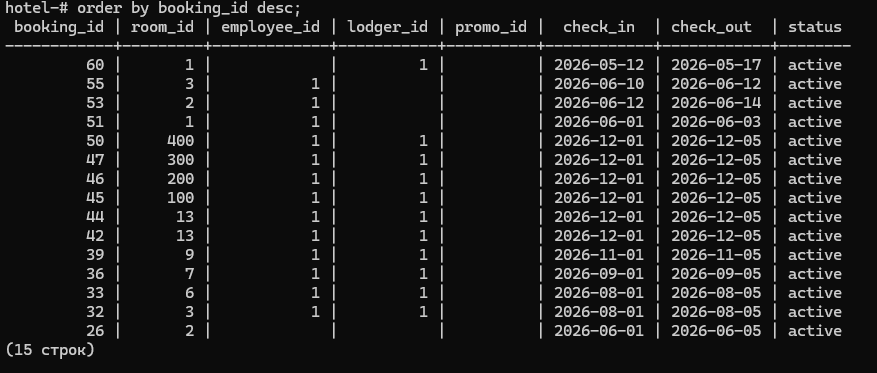 hotel-# order by booking_id desc;
 booking_id | room_id | employee_id | lodger_id | promo_id |  check_in  | check_out  | status
------------+---------+-------------+-----------+----------+------------+------------+--------
         60 |       1 |             |         1 |          | 2026-05-12 | 2026-05-17 | active
         55 |       3 |           1 |           |          | 2026-06-10 | 2026-06-12 | active
         53 |       2 |           1 |           |          | 2026-06-12 | 2026-06-14 | active
         51 |       1 |           1 |           |          | 2026-06-01 | 2026-06-03 | active
         50 |     400 |           1 |         1 |          | 2026-12-01 | 2026-12-05 | active
         47 |     300 |           1 |         1 |          | 2026-12-01 | 2026-12-05 | active
         46 |     200 |           1 |         1 |          | 2026-12-01 | 2026-12-05 | active
         45 |     100 |           1 |         1 |          | 2026-12-01 | 2026-12-05 | active
         44 |      13 |           1 |         1 |          | 2026-12-01 | 2026-12-05 | active
         42 |      13 |           1 |         1 |          | 2026-12-01 | 2026-12-05 | active
         39 |       9 |           1 |         1 |          | 2026-11-01 | 2026-11-05 | active
         36 |       7 |           1 |         1 |          | 2026-09-01 | 2026-09-05 | active
         33 |       6 |           1 |         1 |          | 2026-08-01 | 2026-08-05 | active
         32 |       3 |           1 |         1 |          | 2026-08-01 | 2026-08-05 | active
         26 |       2 |             |           |          | 2026-06-01 | 2026-06-05 | active
(15 строк)